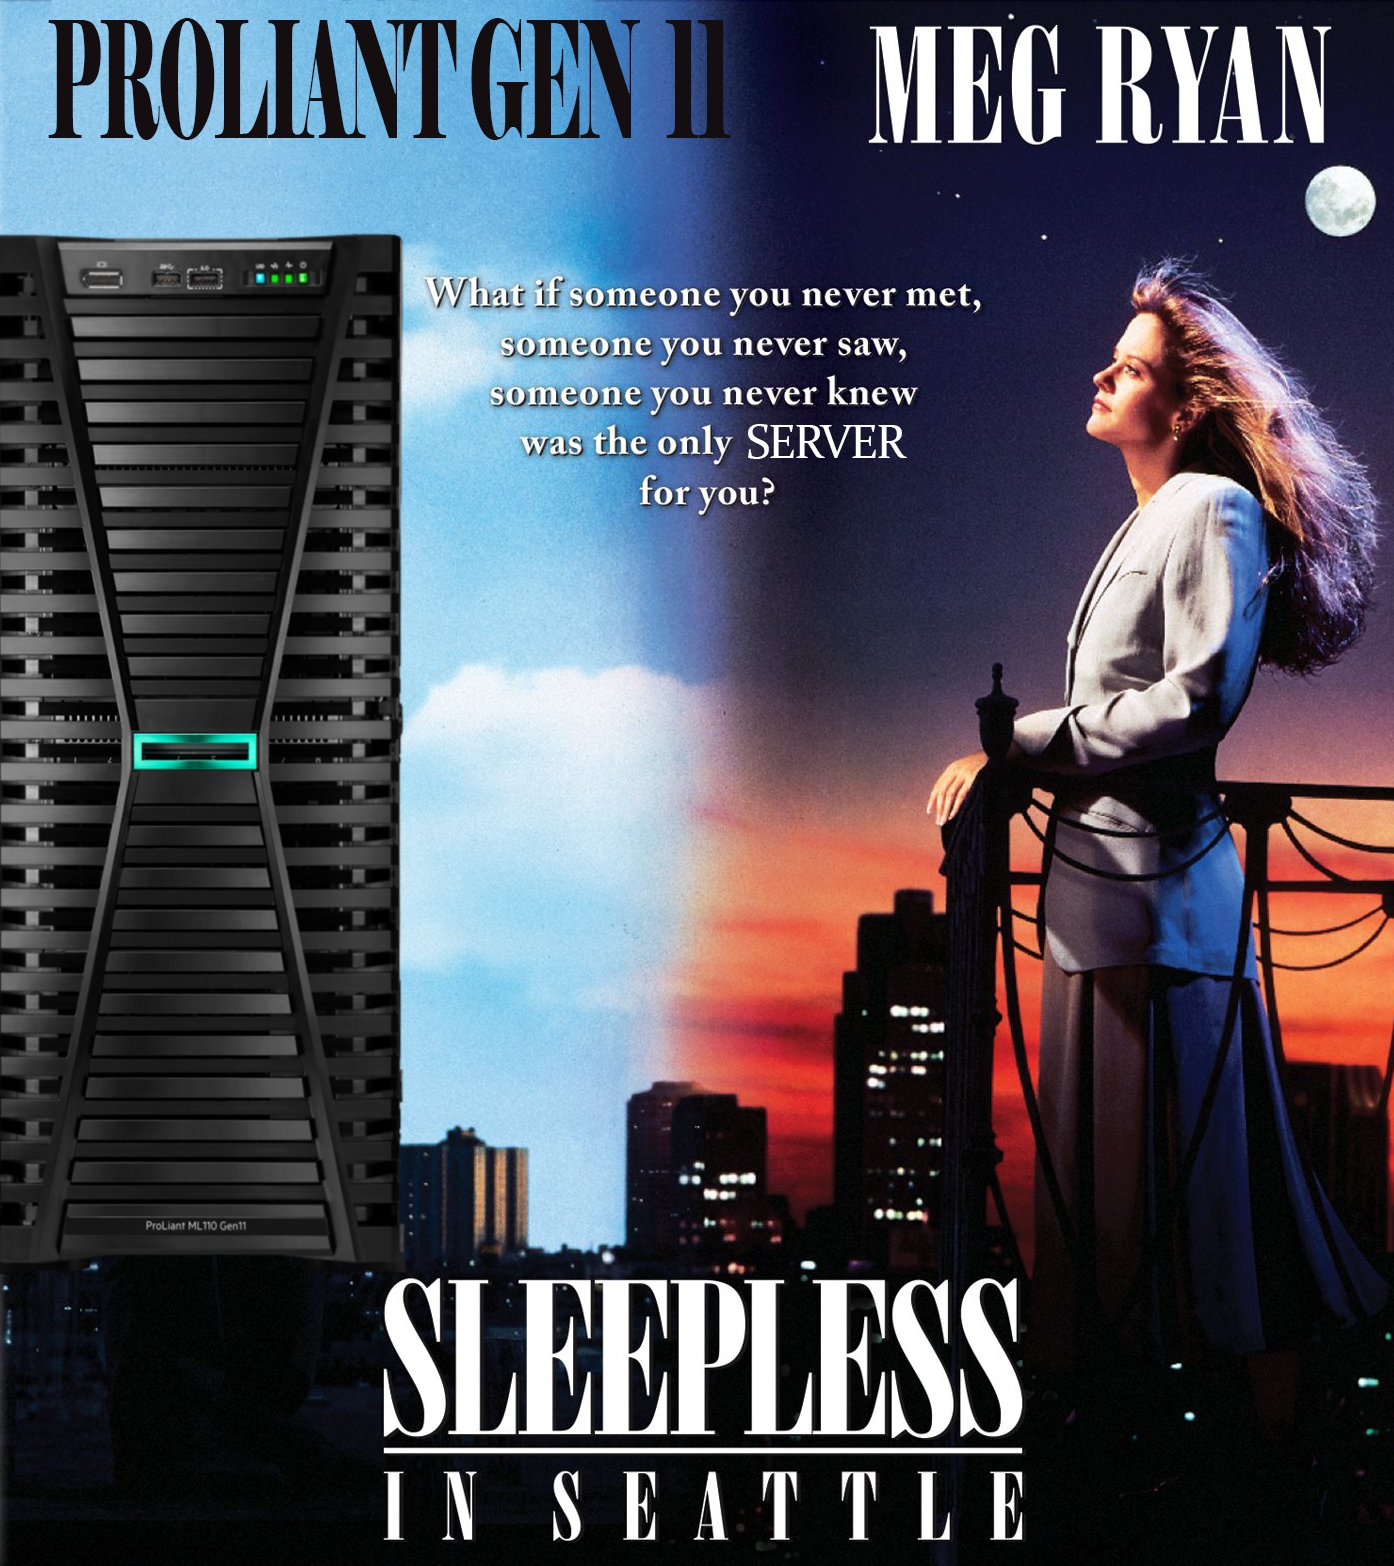 PROLIANT GEN 11
MEG RYAN
What if someone you never met,
someone you never saw,
someone you never knew
was the only SERVER
for you?
ProLiant ML110 Gen11
SLEEPLESS
IN SEATTLE